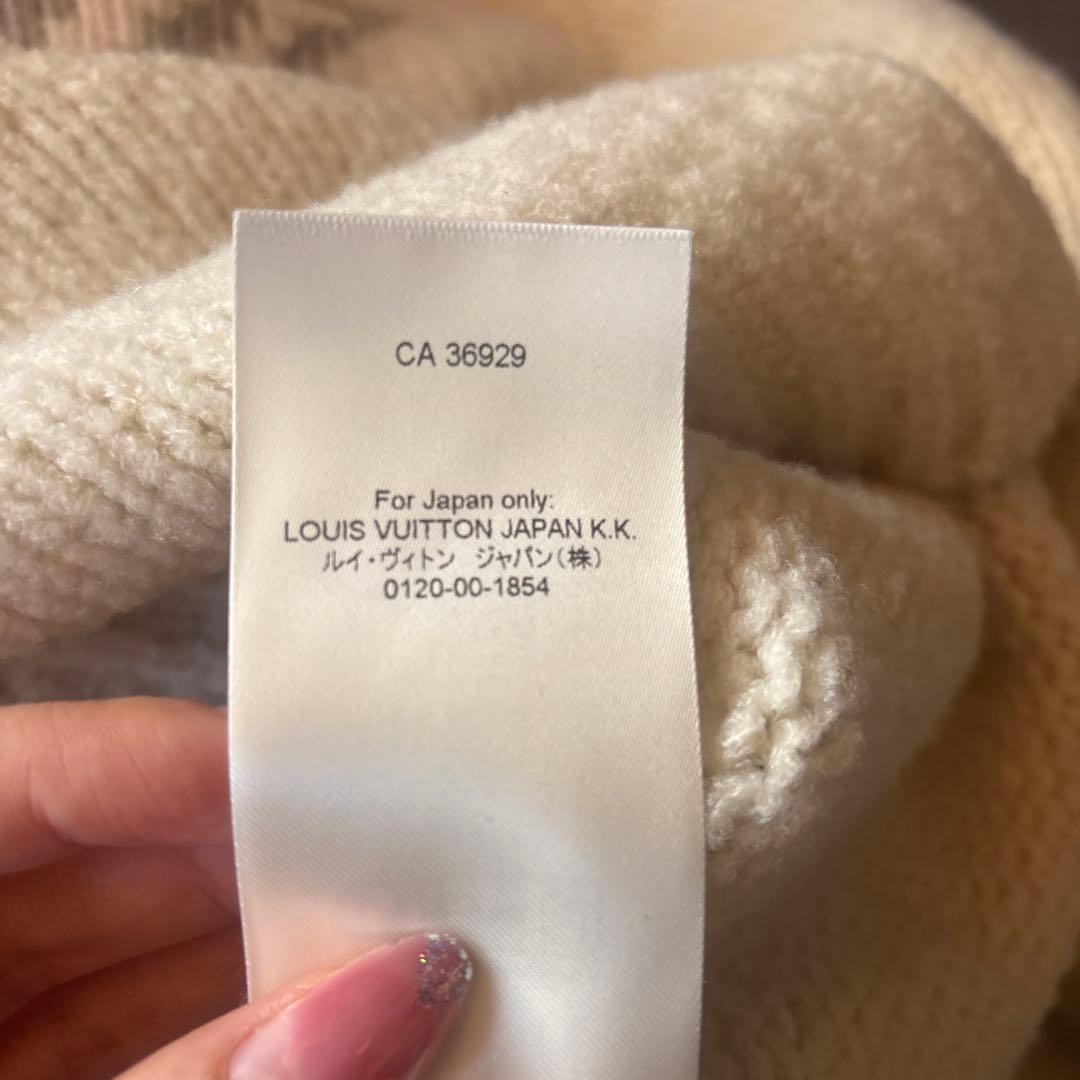 CA 36929
For Japan only:
LOUIS VUITTON JAPAN K.K.
ルイ・ヴィトン ジャパン(株)
0120-00-1854